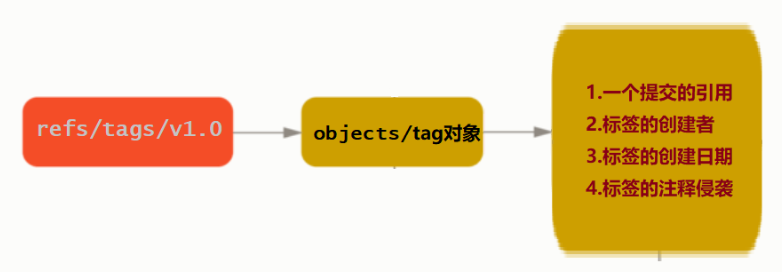 refs/tags/v1.0
objects/tag对象
1.一个提交的引用
2.标签的创建者
3.标签的创建日期
4.标签的注释侵袭